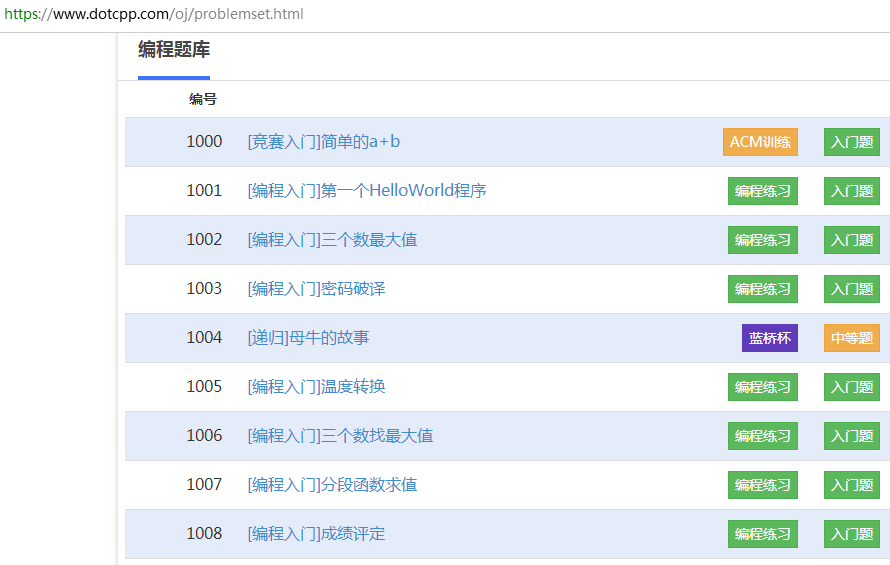 https://www.dotcpp.com/oj/problemset.html
编程题库
编号
1000 [竞赛入门]简单的a+b ACM训练 入门题
1001 [编程入门]第一个HelloWorld程序 编程练习 入门题
1002 [编程入门]三个数最大值 编程练习 入门题
1003 [编程入门]密码破译 编程练习 入门题
1004 [递归]母牛的故事 蓝桥杯 中等题
1005 [编程入门]温度转换 编程练习 入门题
1006 [编程入门]三个数找最大值 编程练习 入门题
1007 [编程入门]分段函数求值 编程练习 入门题
1008 [编程入门]成绩评定 编程练习 入门题